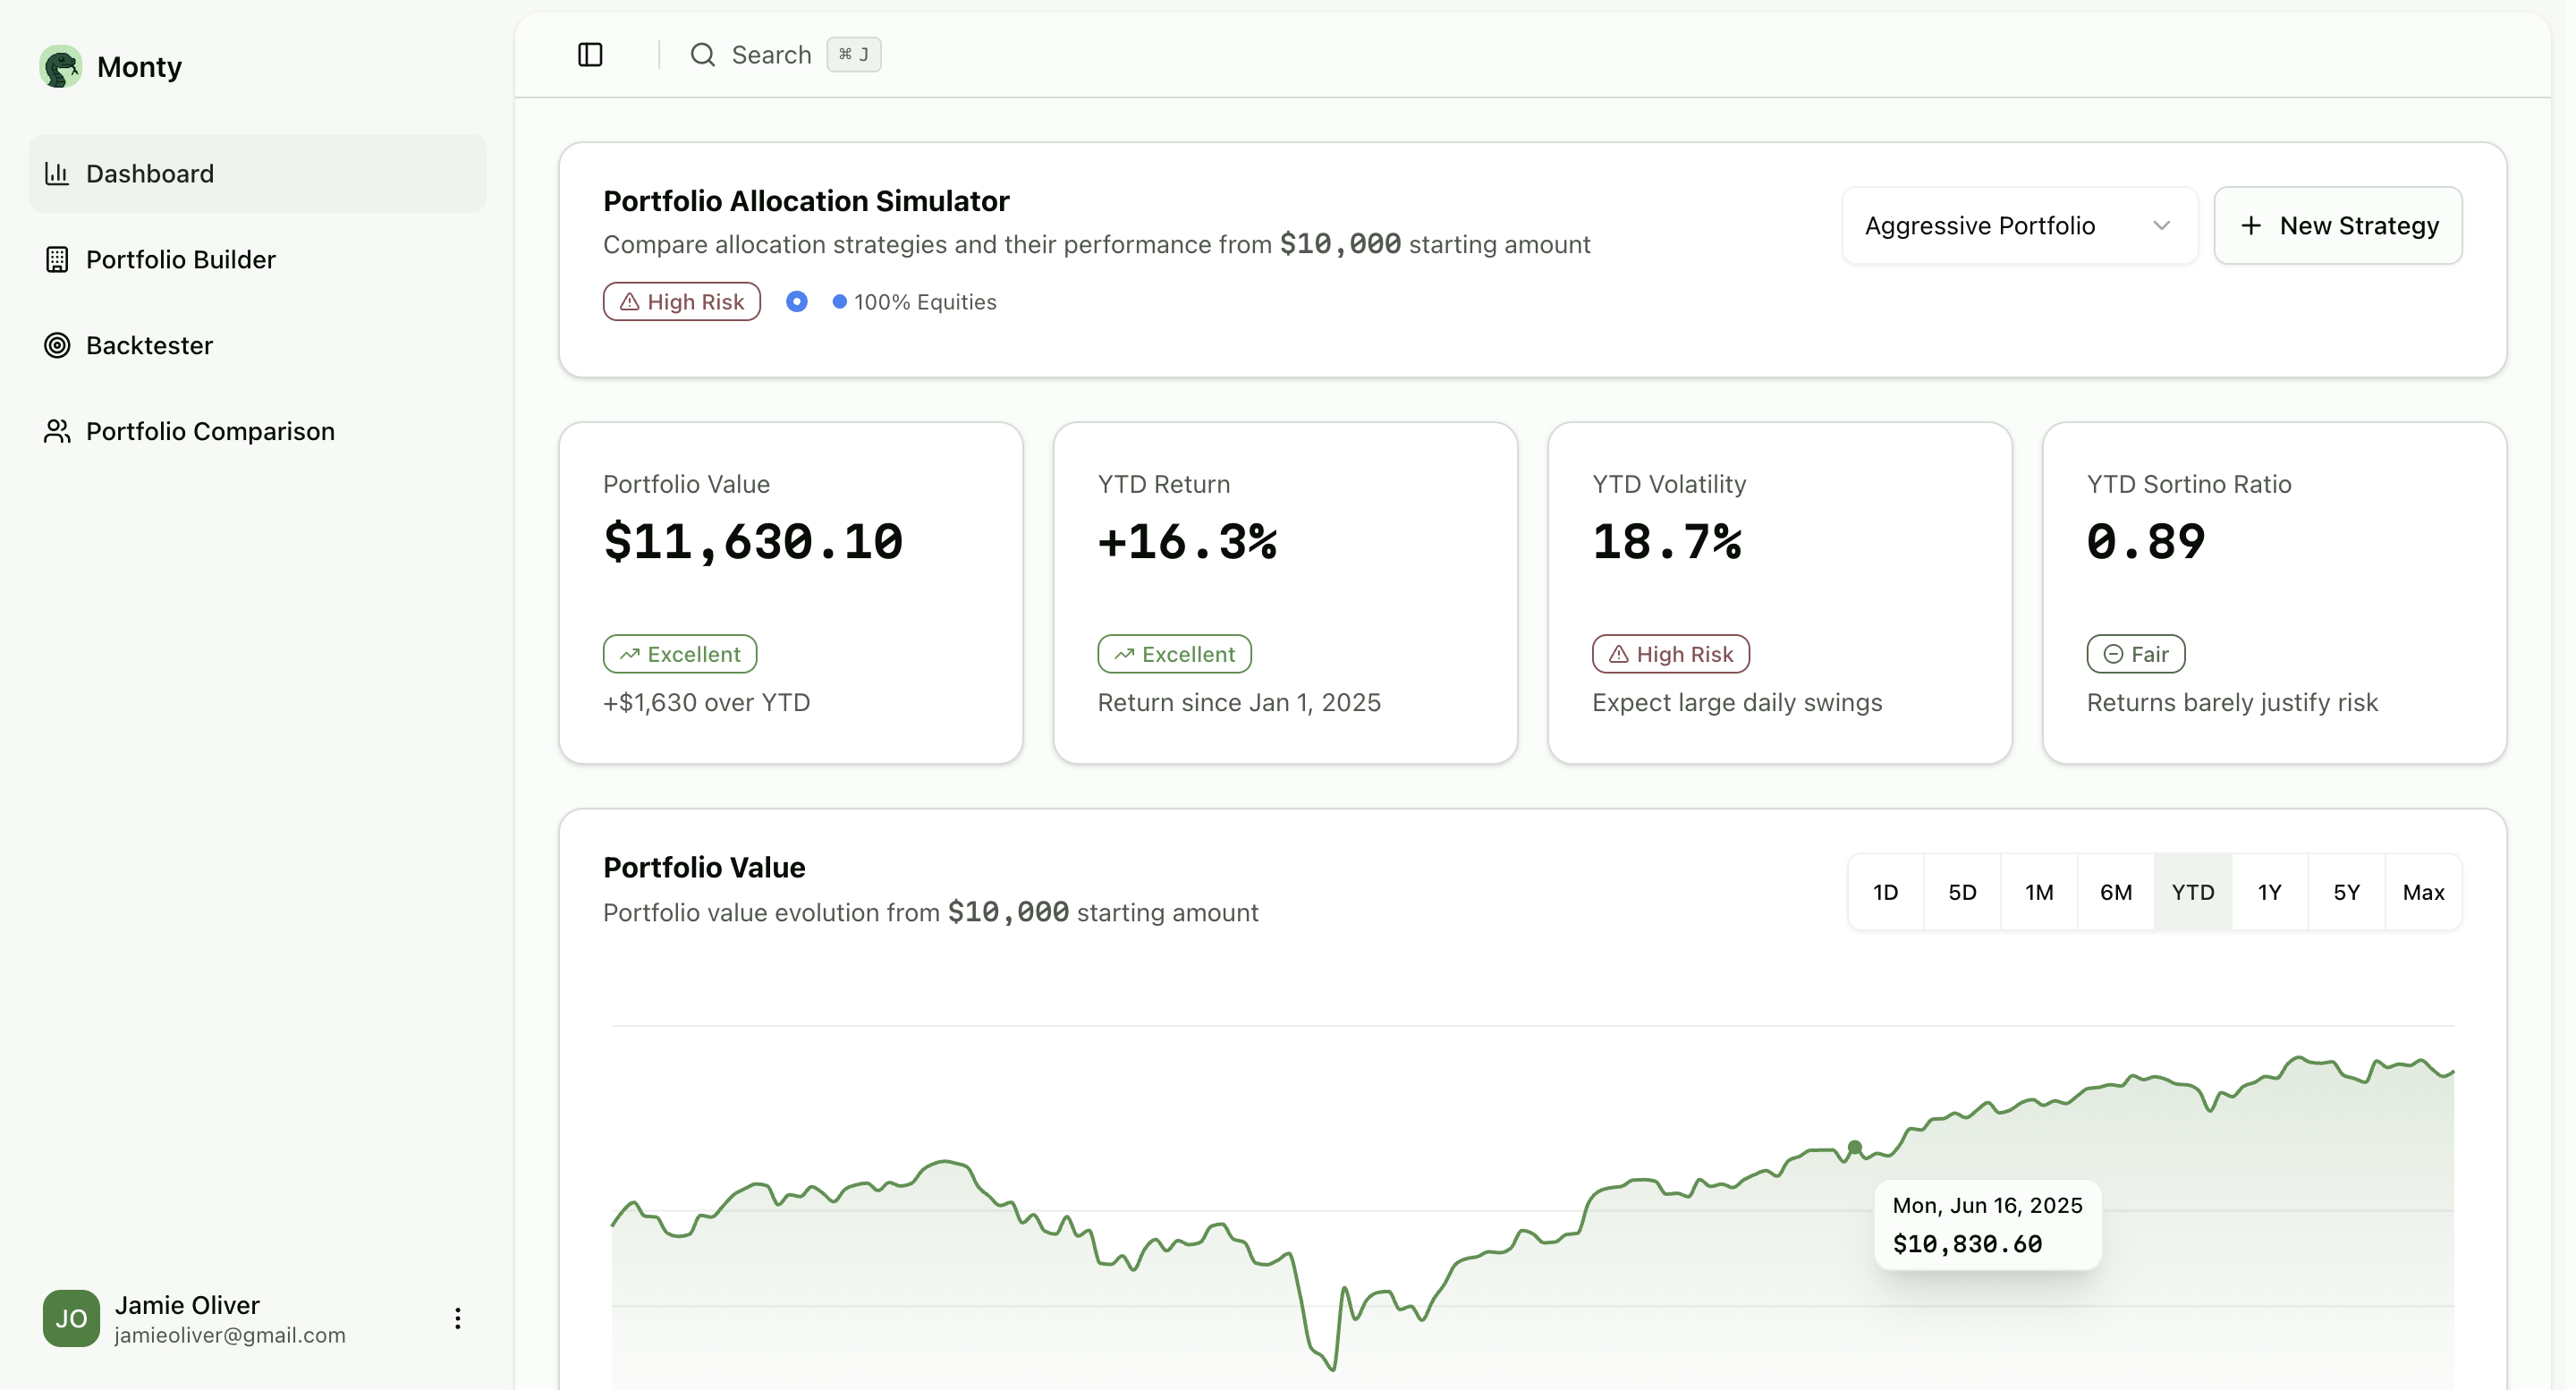 Monty
Dashboard
Portfolio Builder
Backtester
Portfolio Comparison
Jamie Oliver
JO
jamieoliver@gmail.com
Search ⌘ J
Portfolio Allocation Simulator
Compare allocation strategies and their performance from $10,000 starting amount
High Risk
100% Equities
Aggressive Portfolio
New Strategy
Portfolio Value
$11,630.10
Excellent
+$1,630 over YTD
YTD Return
+16.3%
Excellent
Return since Jan 1, 2025
YTD Volatility
18.7%
High Risk
Expect large daily swings
YTD Sortino Ratio
0.89
Fair
Returns barely justify risk
Portfolio Value
Portfolio value evolution from $10,000 starting amount
1D 5D 1M 6M YTD 1Y 5Y Max
Mon, Jun 16, 2025
$10,830.60